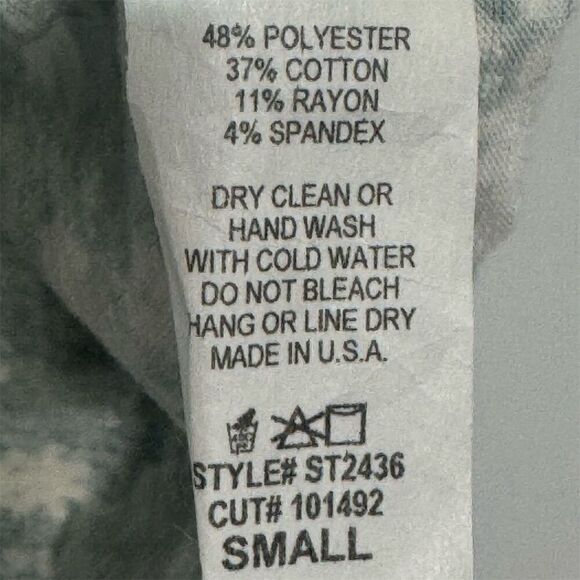 48% POLYESTER
37% COTTON
11% RAYON
4% SPANDEX
DRY CLEAN OR
HAND WASH
WITH COLD WATER
DO NOT BLEACH
HANG OR LINE DRY
MADE IN U.S.A.
STYLE# ST2436
CUT# 101492
SMALL